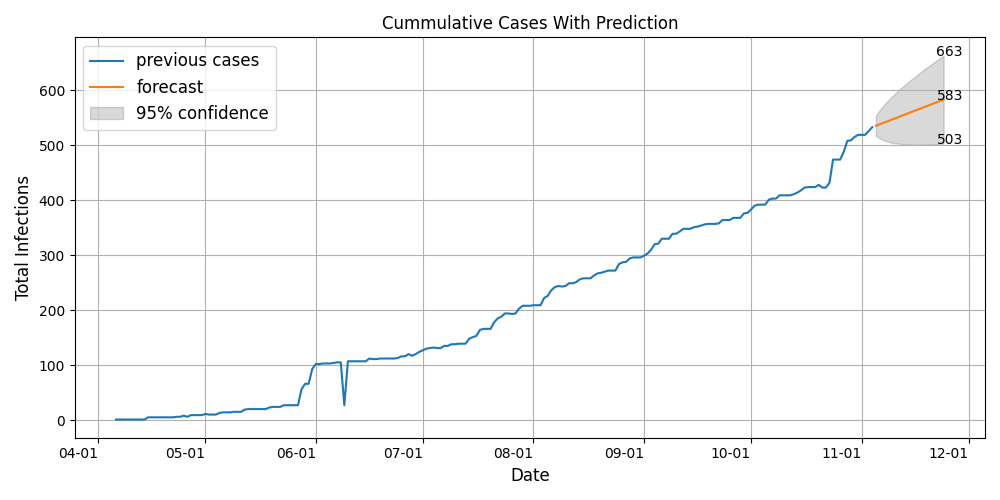 Cummulative Cases With Prediction
previous cases
forecast
95% confidence
663
583
503
Total Infections
600
500
400
300
200
100
0
04-01 05-01 06-01 07-01 08-01 09-01 10-01 11-01 12-01
Date